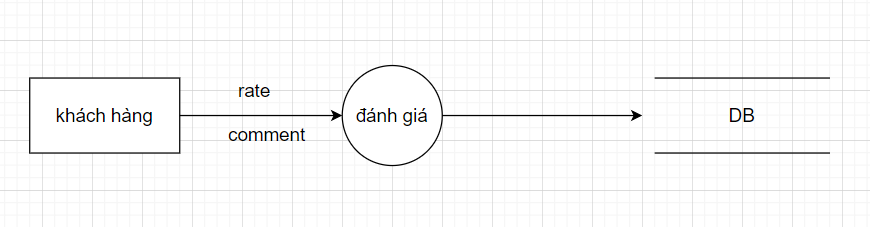 rate
khách hàng
đánh giá
DB
comment